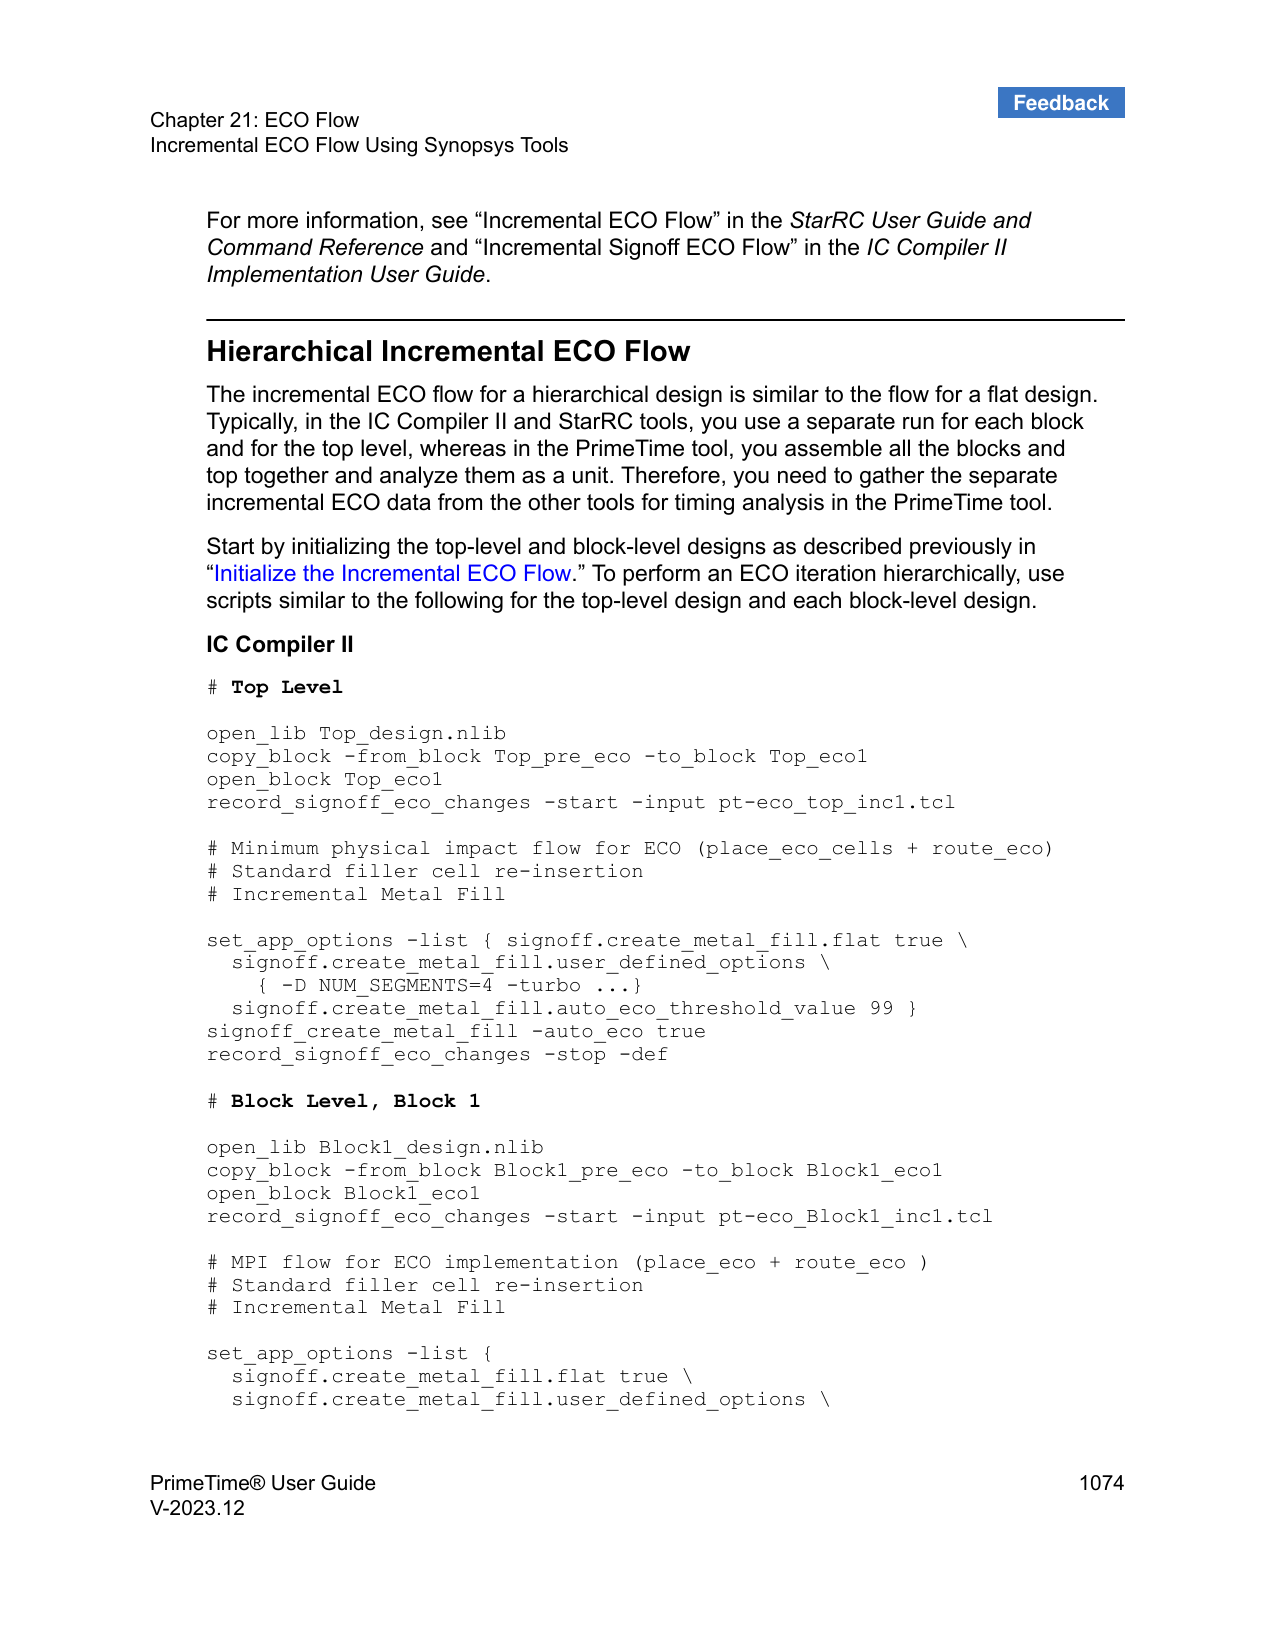 Feedback
Chapter 21: ECO Flow
Incremental ECO Flow Using Synopsys Tools
For more information, see “Incremental ECO Flow” in the StarRC User Guide and
Command Reference and “Incremental Signoff ECO Flow” in the IC Compiler II
Implementation User Guide.
Hierarchical Incremental ECO Flow
The incremental ECO flow for a hierarchical design is similar to the flow for a flat design.
Typically, in the IC Compiler II and StarRC tools, you use a separate run for each block
and for the top level, whereas in the PrimeTime tool, you assemble all the blocks and
top together and analyze them as a unit. Therefore, you need to gather the separate
incremental ECO data from the other tools for timing analysis in the PrimeTime tool.
Start by initializing the top-level and block-level designs as described previously in
“Initialize the Incremental ECO Flow.” To perform an ECO iteration hierarchically, use
scripts similar to the following for the top-level design and each block-level design.
IC Compiler II
# Top Level
open_lib Top_design.nlib
copy_block -from_block Top_pre_eco -to_block Top_eco1
open_block Top_eco1
record_signoff_eco_changes -start -input pt-eco_top_inc1.tcl
# Minimum physical impact flow for ECO (place_eco_cells + route_eco)
# Standard filler cell re-insertion
# Incremental Metal Fill
set_app_options -list { signoff.create_metal_fill.flat true \
  signoff.create_metal_fill.user_defined_options \
    { -D NUM_SEGMENTS=4 -turbo ...}
  signoff.create_metal_fill.auto_eco_threshold_value 99 }
signoff_create_metal_fill -auto_eco true
record_signoff_eco_changes -stop -def
# Block Level, Block 1
open_lib Block1_design.nlib
copy_block -from_block Block1_pre_eco -to_block Block1_eco1
open_block Block1_eco1
record_signoff_eco_changes -start -input pt-eco_Block1_inc1.tcl
# MPI flow for ECO implementation (place_eco + route_eco )
# Standard filler cell re-insertion
# Incremental Metal Fill
set_app_options -list {
  signoff.create_metal_fill.flat true \
  signoff.create_metal_fill.user_defined_options \
PrimeTime® User Guide
1074
V-2023.12